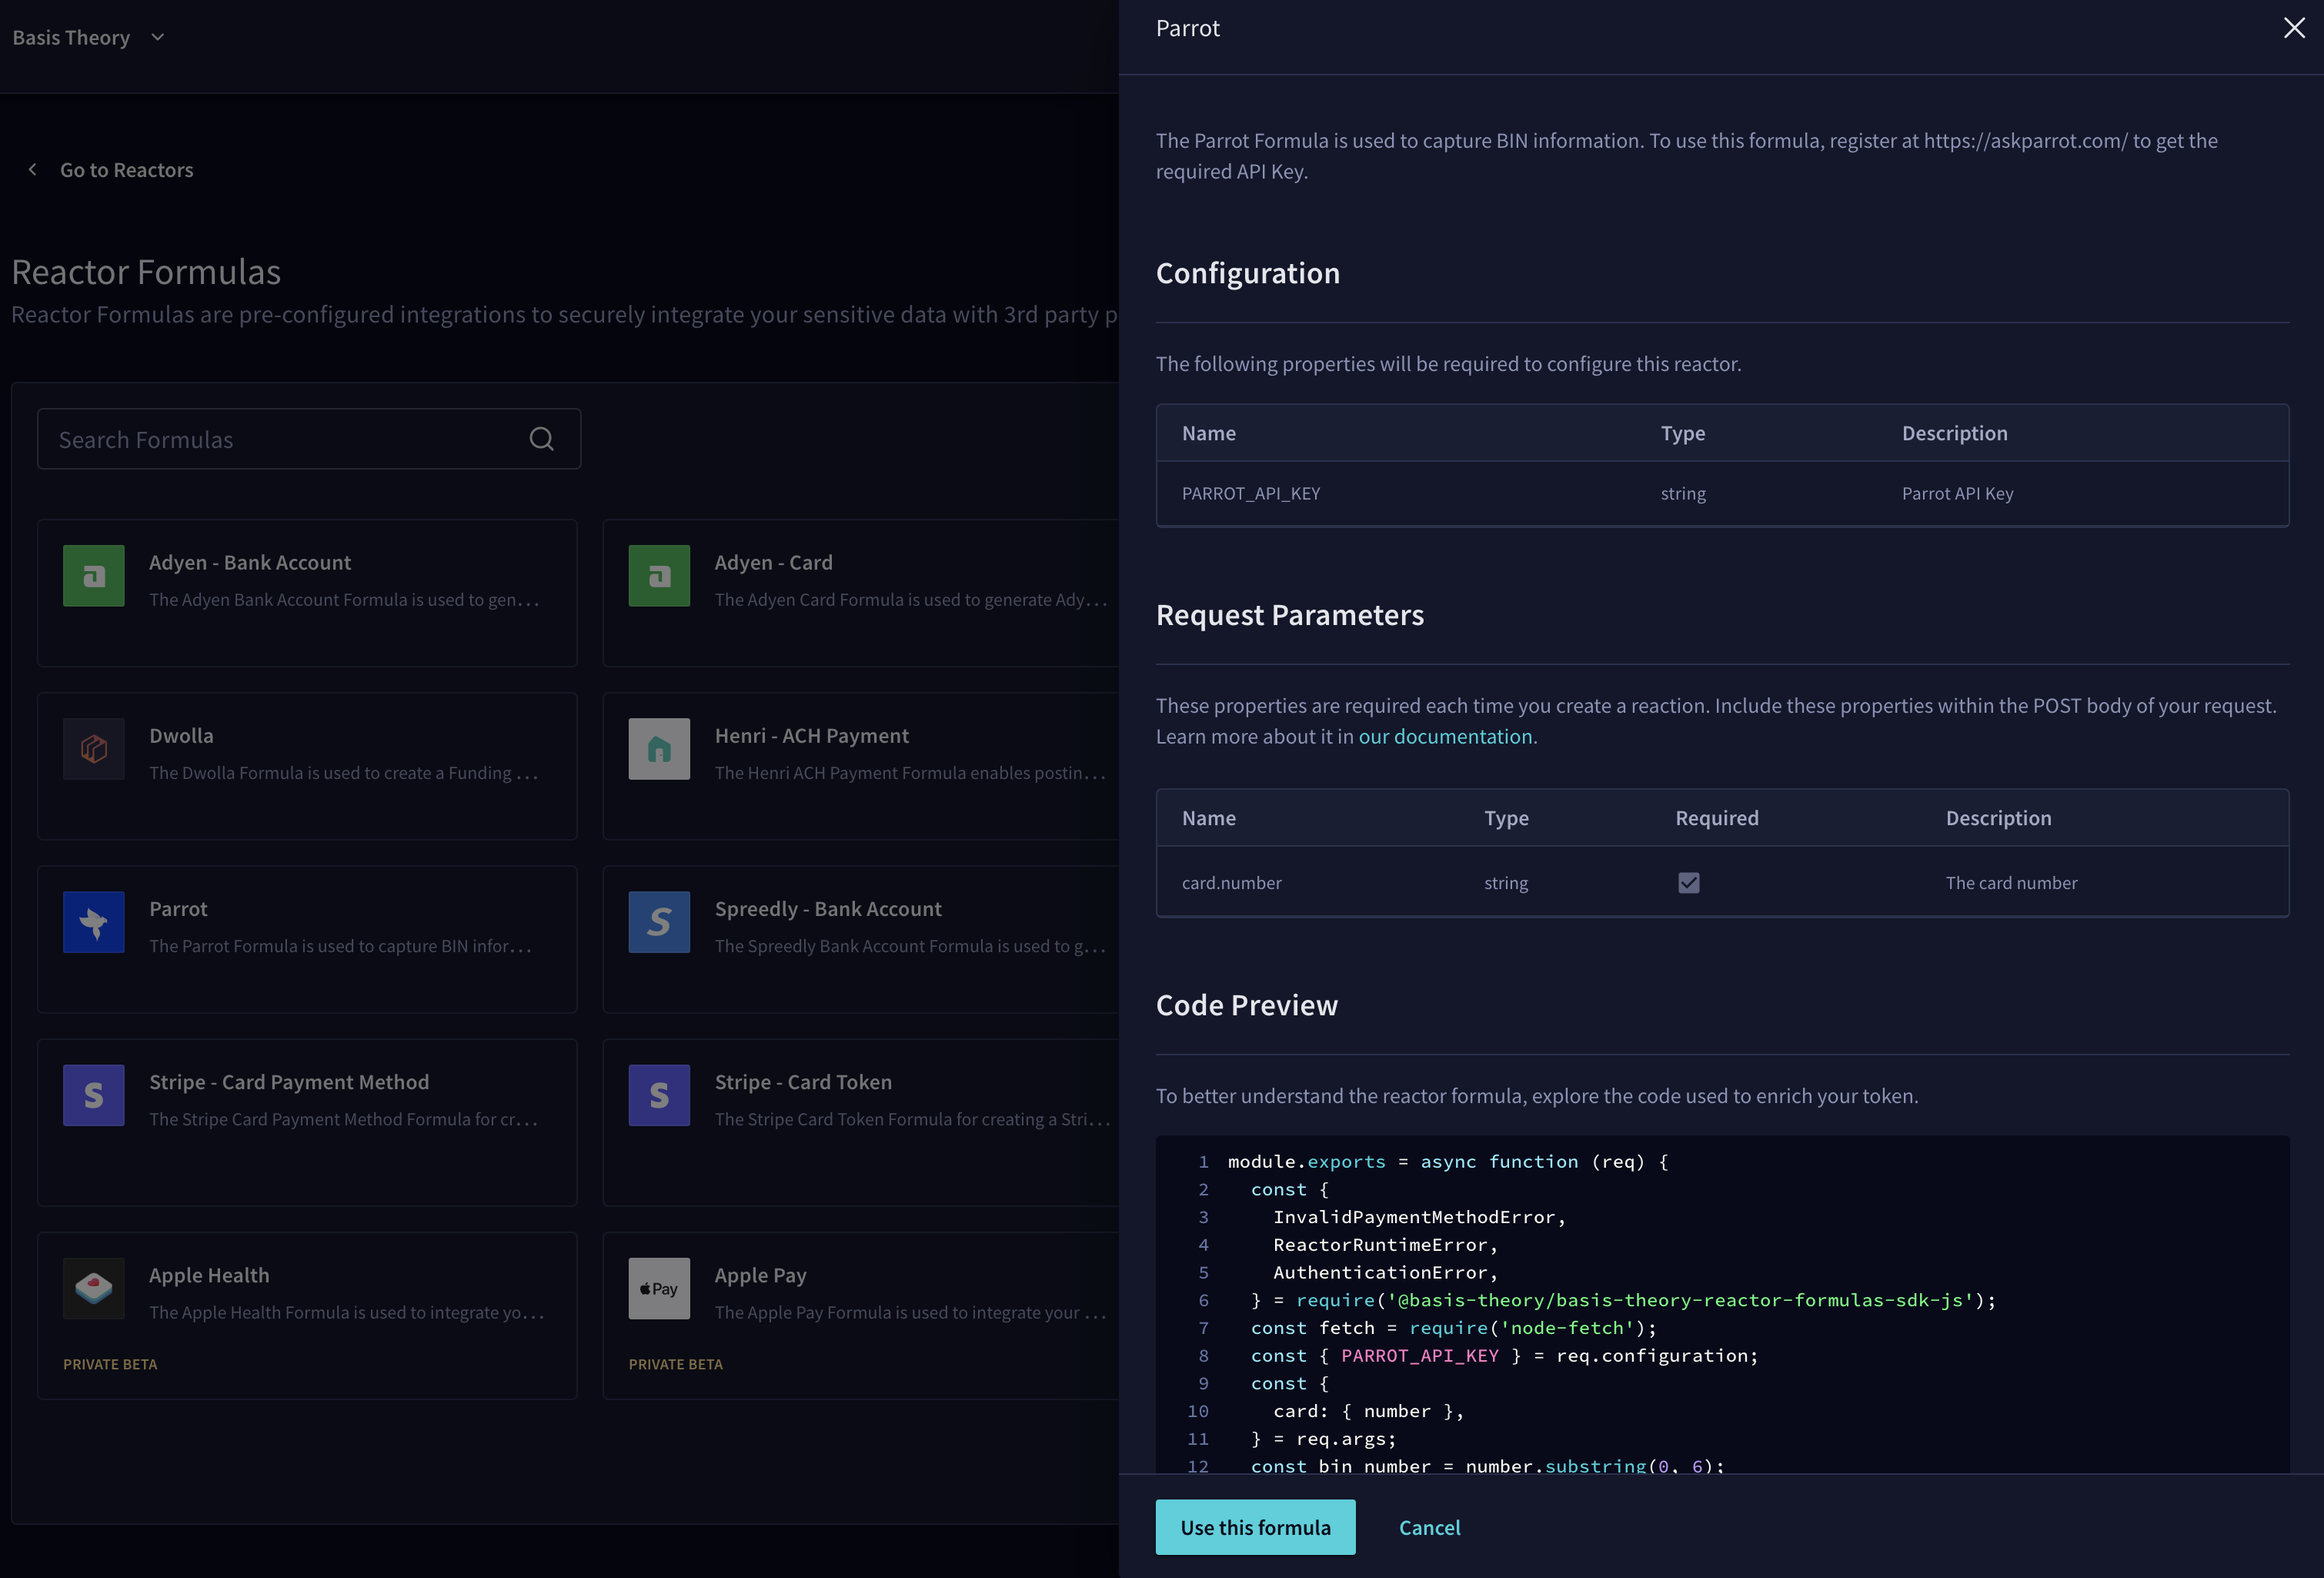 Basis Theory
Go to Reactors
Reactor Formulas
Reactor Formulas are pre-configured integrations to securely integrate your sensitive data with 3rd party p
Search Formulas
Adyen - Bank Account
The Adyen Bank Account Formula is used to gen...
Adyen - Card
The Adyen Card Formula is used to generate Ady...
Dwolla
The Dwolla Formula is used to create a Funding ...
Henri - ACH Payment
The Henri ACH Payment Formula enables postin...
Parrot
The Parrot Formula is used to capture BIN infor...
Spreedly - Bank Account
The Spreedly Bank Account Formula is used to g...
Stripe - Card Payment Method
The Stripe Card Payment Method Formula for cr...
Stripe - Card Token
The Stripe Card Token Formula for creating a Stri...
Apple Health
The Apple Health Formula is used to integrate yo...
PRIVATE BETA
Pay
Apple Pay
The Apple Pay Formula is used to integrate your ...
PRIVATE BETA
Parrot
The Parrot Formula is used to capture BIN information. To use this formula, register at https://askparrot.com/ to get the
required API Key.
Configuration
The following properties will be required to configure this reactor.
Name Type Description
PARROT_API_KEY string Parrot API Key
Request Parameters
These properties are required each time you create a reaction. Include these properties within the POST body of your request.
Learn more about it in our documentation.
Name Type Required Description
card.number string The card number
Code Preview
To better understand the reactor formula, explore the code used to enrich your token.
1 module.exports = async function (req) {
2 const {
3 InvalidPaymentMethodError,
4 ReactorRuntimeError,
5 AuthenticationError,
6 } = require('@basis-theory/basis-theory-reactor-formulas-sdk-js');
7 const fetch = require('node-fetch');
8 const { PARROT_API_KEY } = req.configuration;
9 const {
10 card: { number },
11 } = req.args;
12 const bin_number = number.substring(0, 6);
Use this formula Cancel